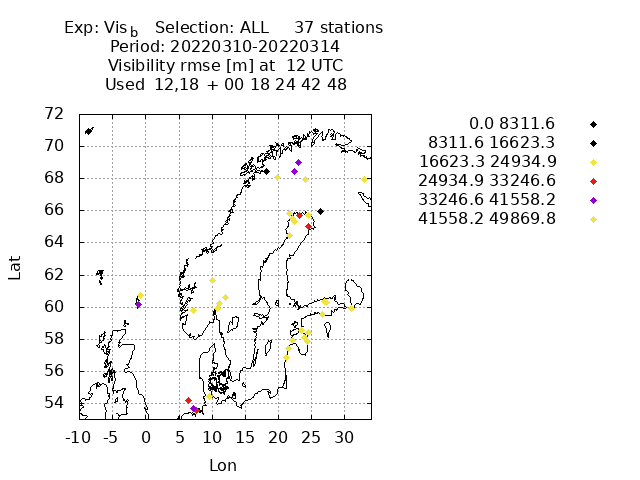 Exp: Vis_b Selection: ALL 37 stations
Period: 20220310-20220314
Visibility rmse [m] at 12 UTC
Used 12,18 + 00 18 24 42 48
0.0 8311.6
8311.6 16623.3
16623.3 24934.9
24934.9 33246.6
33246.6 41558.2
41558.2 49869.8
Lat
72
70
68
66
64
62
60
58
56
54
-10 -5 0 5 10 15 20 25 30
Lon